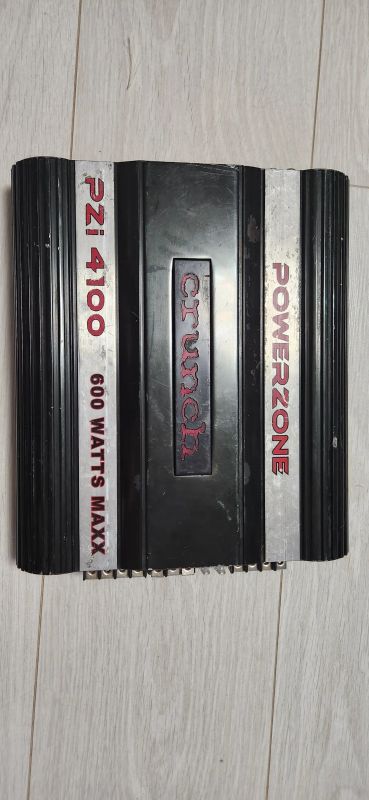 PZi 4100 600 WATTS MAXX
crunch
POWERZONE